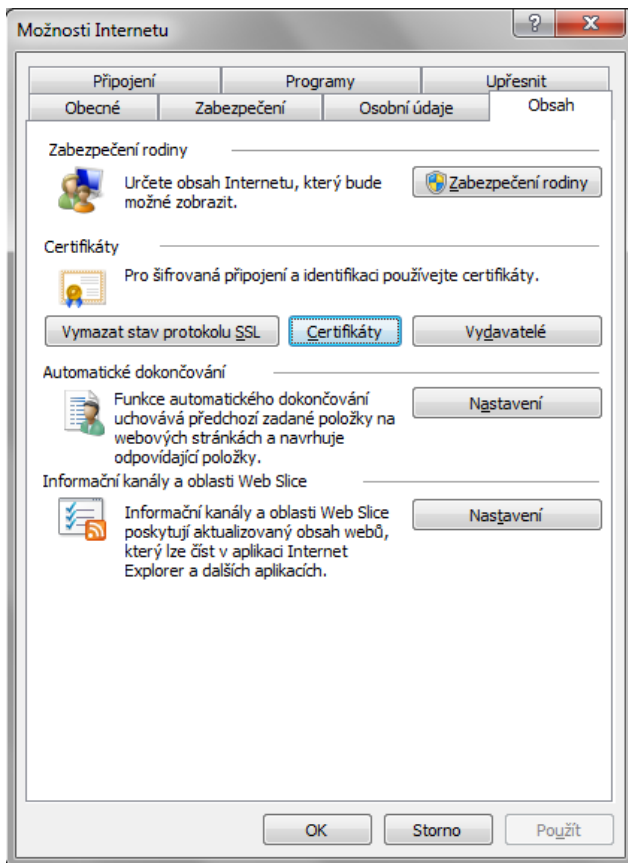 Možnosti Internetu
Připojení Programy Upřesnit
Obecné Zabezpečení Osobní údaje Obsah
Zabezpečení rodiny
Určete obsah Internetu, který bude
možné zobrazit.
Zabezpečení rodiny
Certifikáty
Pro šifrovaná připojení a identifikaci používejte certifikáty.
Vymazat stav protokolu SSL Certifikáty Vydavatelé
Automatické dokončování
Funkce automatického dokončování
uchovává předchozí zadané položky na
webových stránkách a navrhuje
odpovídající položky.
Nastavení
Informační kanály a oblasti Web Slice
Informační kanály a oblasti Web Slice
poskytují aktualizovaný obsah webů,
který lze číst v aplikaci Internet
Explorer a dalších aplikacích.
Nastavení
OK Storno Použít